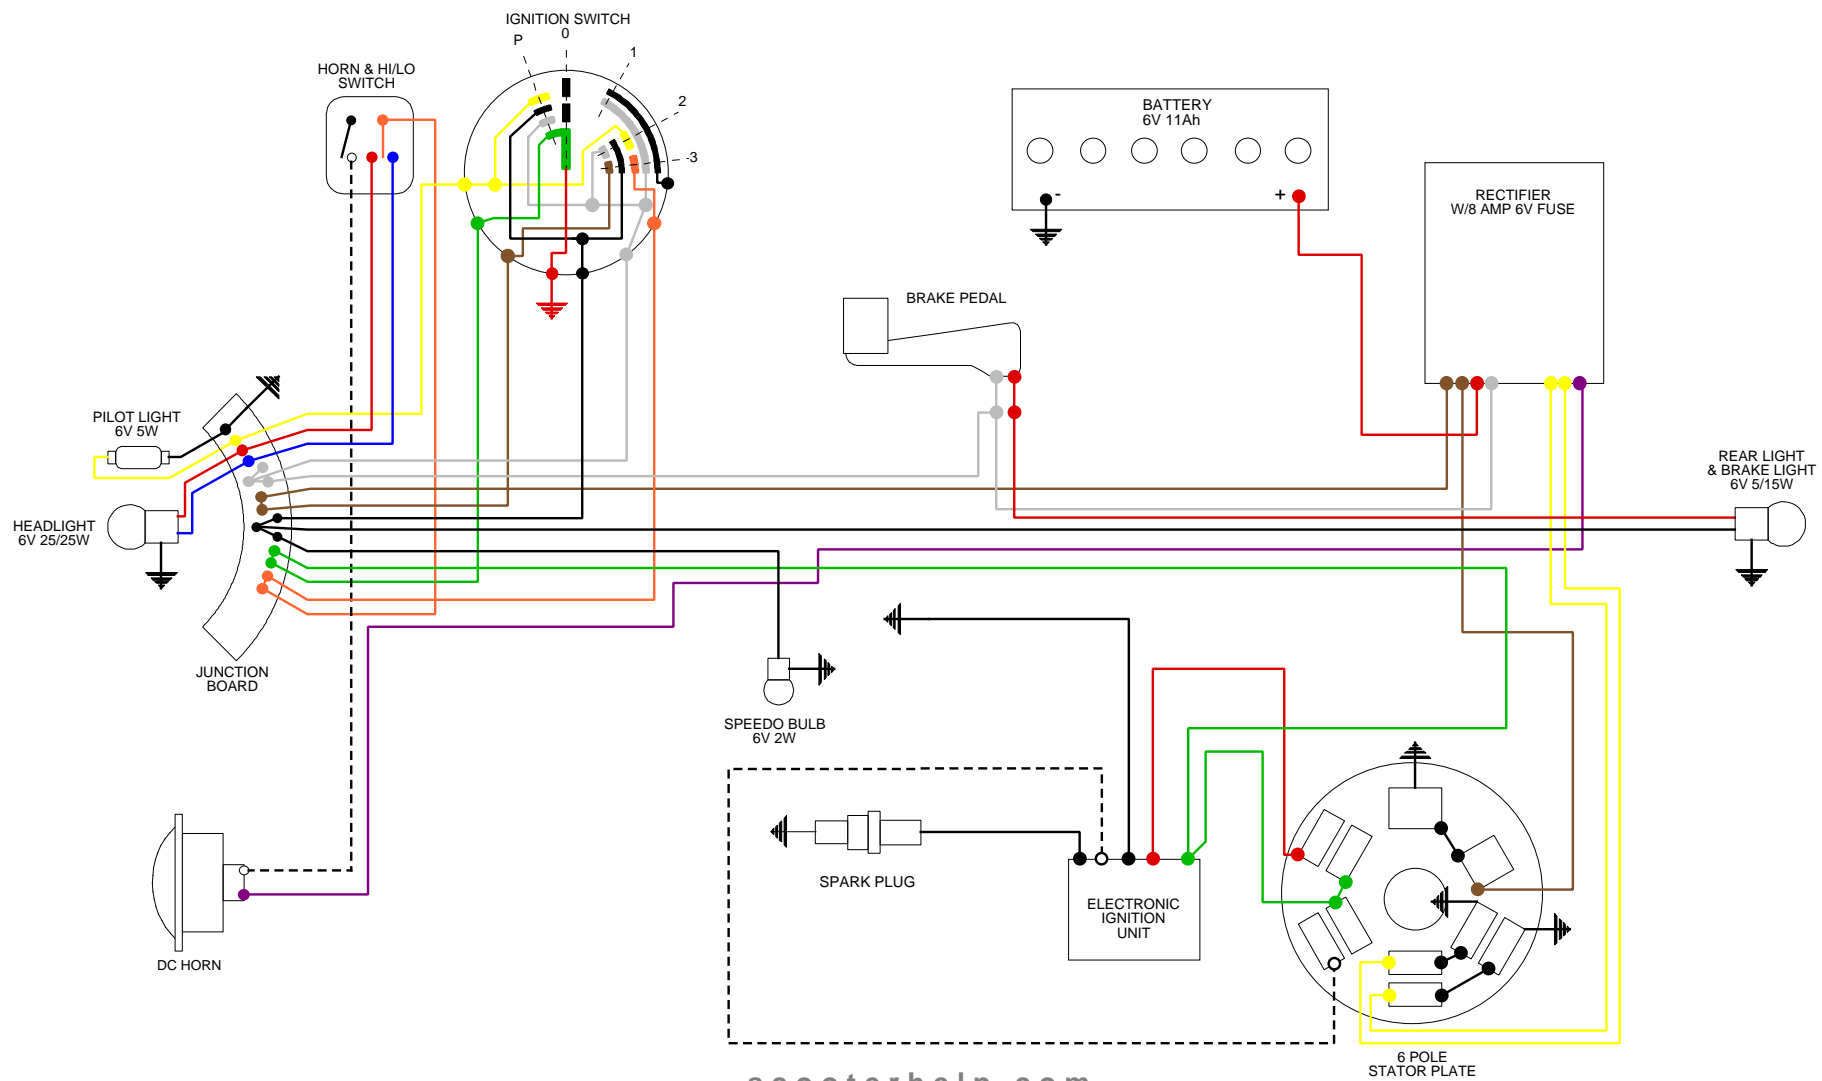 IGNITION SWITCH
P
0
1
2
-3
HORN & HI/LO
SWITCH
BATTERY
6V 11Ah
-
+
RECTIFIER
W/8 AMP 6V FUSE
BRAKE PEDAL
PILOT LIGHT
6V 5W
HEADLIGHT
6V 25/25W
REAR LIGHT
& BRAKE LIGHT
6V 5/15W
JUNCTION
BOARD
SPEEDO BULB
6V 2W
SPARK PLUG
ELECTRONIC
IGNITION
UNIT
DC HORN
6 POLE
STATOR PLATE
scooterhelp.com